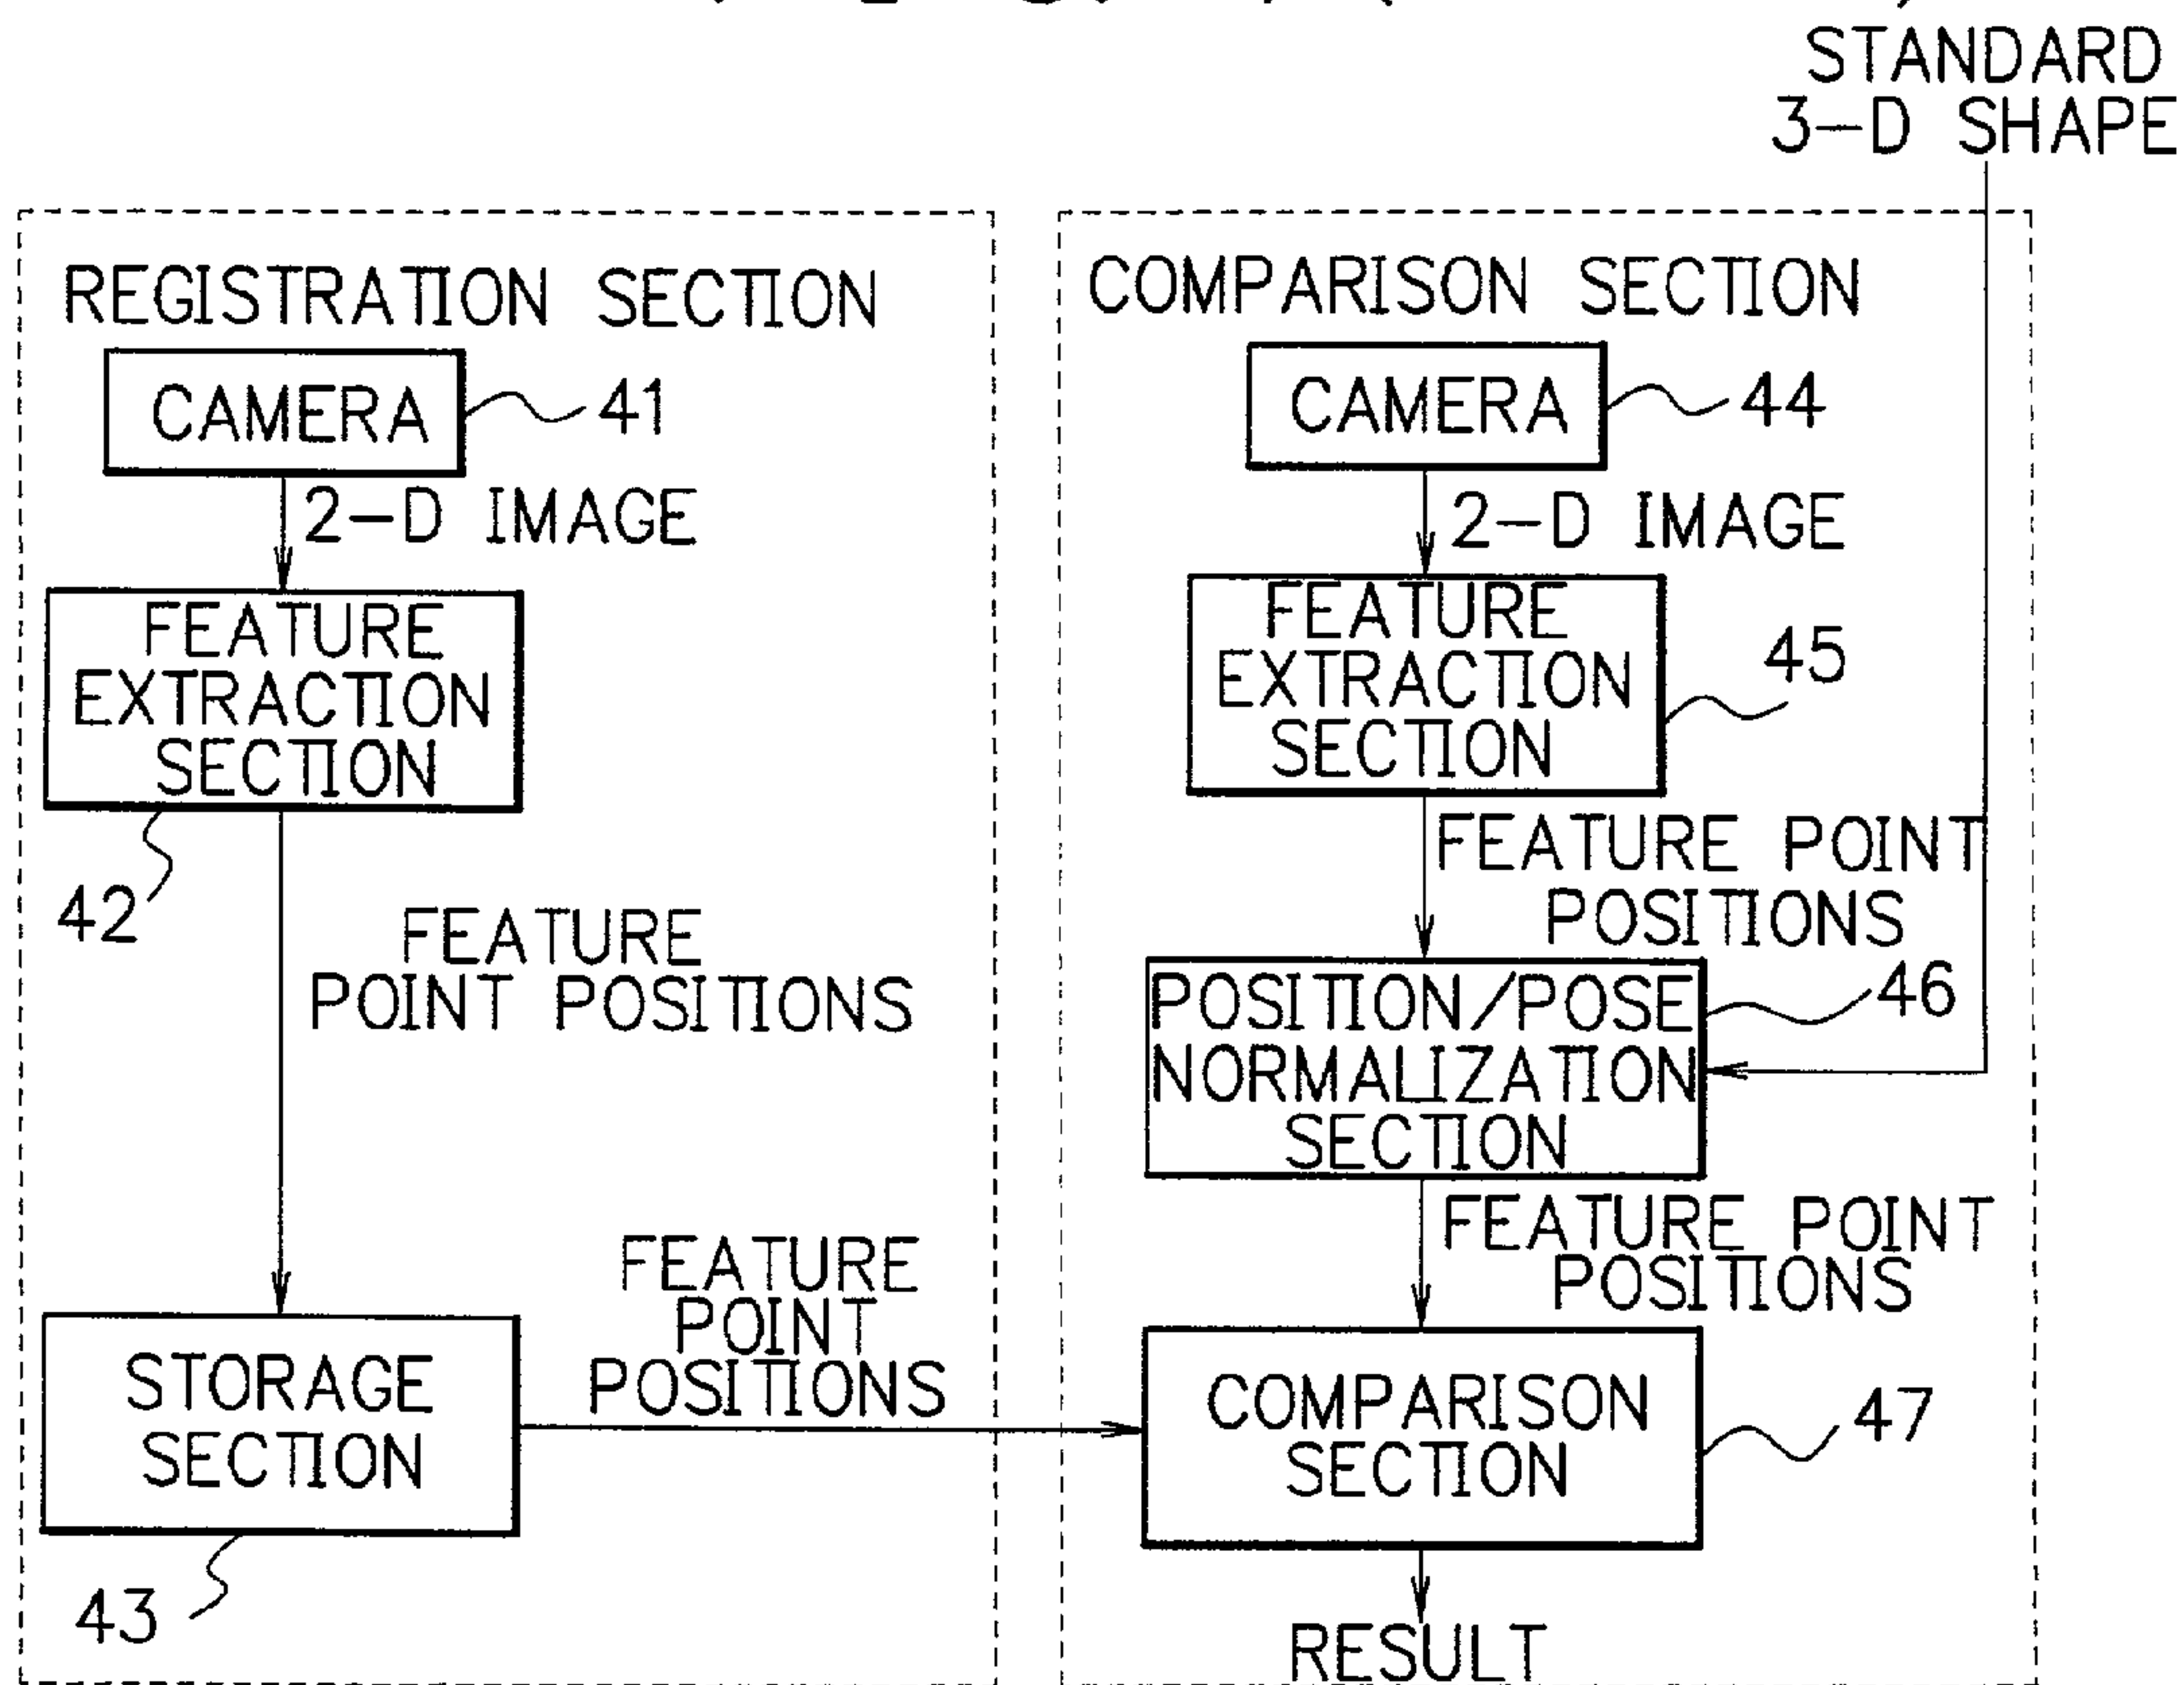 STANDARD
3-D SHAPE
REGISTRATION SECTION
CAMERA
41
2-D IMAGE
FEATURE
EXTRACTION
SECTION
42
FEATURE
POINT POSITIONS
STORAGE
SECTION
43
FEATURE
POINT
POSITIONS
COMPARISON SECTION
CAMERA
44
2-D IMAGE
FEATURE
EXTRACTION
SECTION
45
FEATURE POINT
POSITIONS
POSITION/POSE
NORMALIZATION
SECTION
46
FEATURE POINT
POSITIONS
COMPARISON
SECTION
47
RESULT